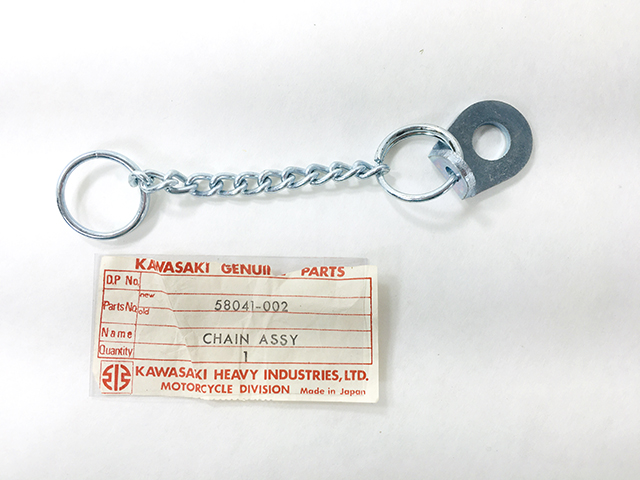 KAWASAKI GENUI  PARTS
D.P No.
Parts No. new 58041-002
old
Name CHAIN ASSY
Quantity 1
KAWASAKI HEAVY INDUSTRIES, LTD.
MOTORCYCLE DIVISION Made in Japan